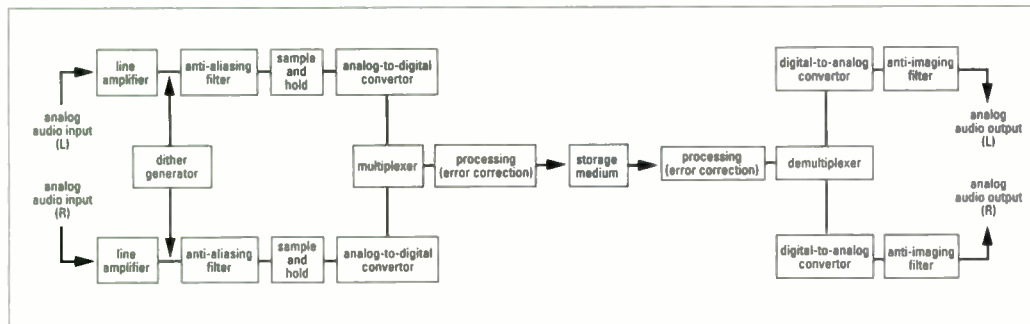 line
amplifier
anti-aliasing
filter
sample
and
hold
analog-to-digital
convertor
digital-to-analog
convertor
anti-imaging
filter
analog
audio input
(L)
analog
audio output
(L)
dither
generator
multiplexer
processing
(error correction)
storage
medium
processing
(error correction)
demultiplexer
analog
audio input
(R)
analog
audio output
(R)
line
amplifier
anti-aliasing
filter
sample
and
hold
analog-to-digital
convertor
digital-to-analog
convertor
anti-imaging
filter